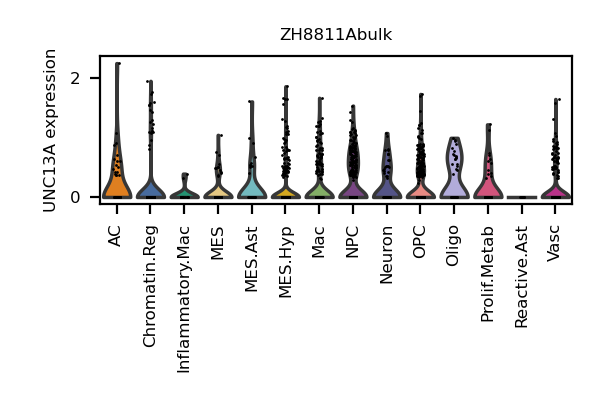 ZH8811Abulk
UNC13A expression
2
0
AC
Chromatin.Reg
Inflammatory.Mac
MES
MES.Ast
MES.Hyp
Mac
NPC
Neuron
OPC
Oligo
Prolif.Metab
Reactive.Ast
Vasc